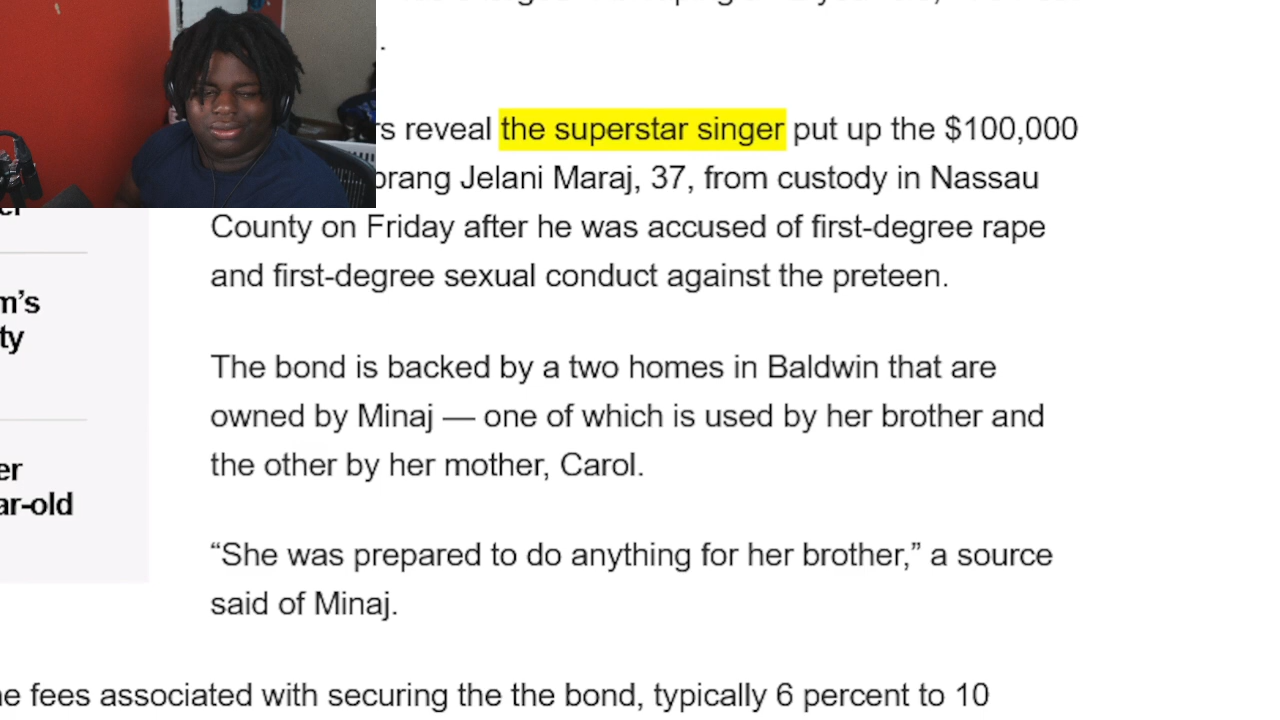 rs reveal the superstar singer put up the $100,000
prang Jelani Maraj, 37, from custody in Nassau
County on Friday after he was accused of first-degree rape
and first-degree sexual conduct against the preteen.
The bond is backed by a two homes in Baldwin that are
owned by Minaj — one of which is used by her brother and
the other by her mother, Carol.
“She was prepared to do anything for her brother,” a source
said of Minaj.
e fees associated with securing the the bond, typically 6 percent to 10
m’s
ty
er
ar-old